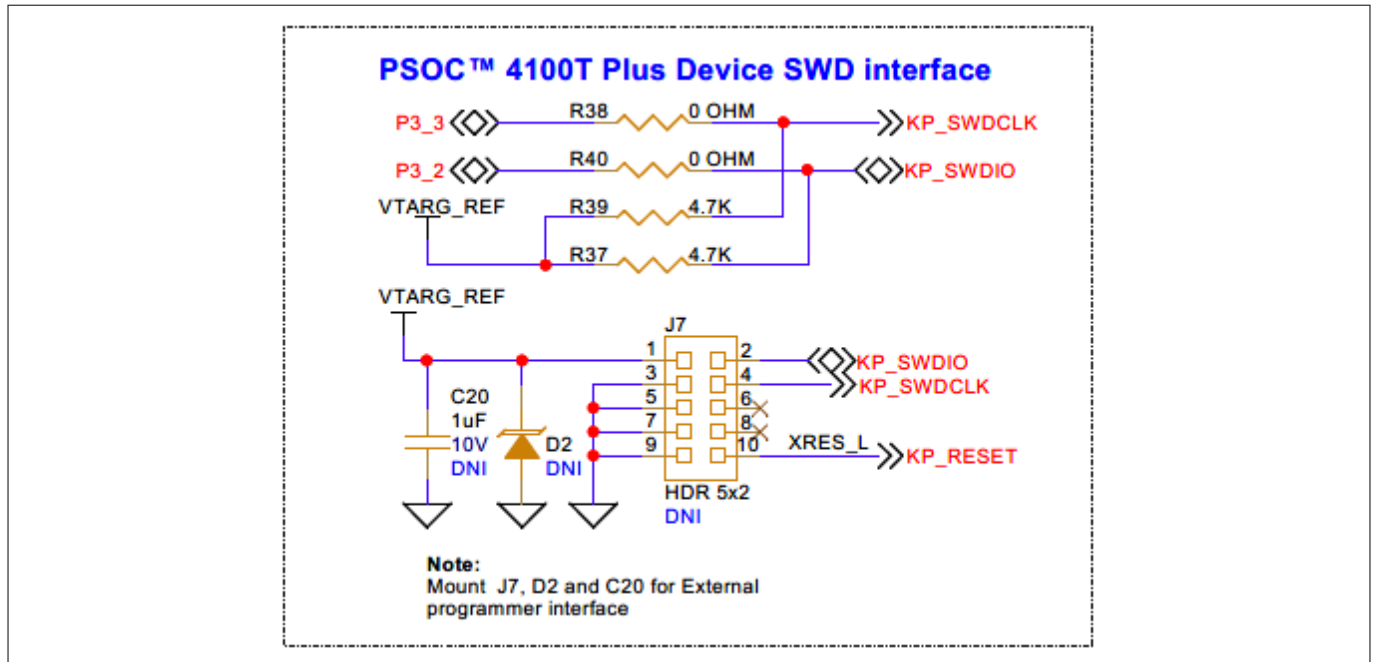 PSOC™ 4100T Plus Device SWD interface
P3_3 R38 0 OHM KP_SWDCLK
P3_2 R40 0 OHM KP_SWDIO
VTARG_REF R39 4.7K
R37 4.7K
VTARG_REF
J7
1 2 KP_SWDIO
3 4 KP_SWDCLK
5 6
7 8
9 10 XRES_L KP_RESET
C20
1uF
10V
DNI
D2
DNI
HDR 5x2
DNI
Note:
Mount J7, D2 and C20 for External
programmer interface